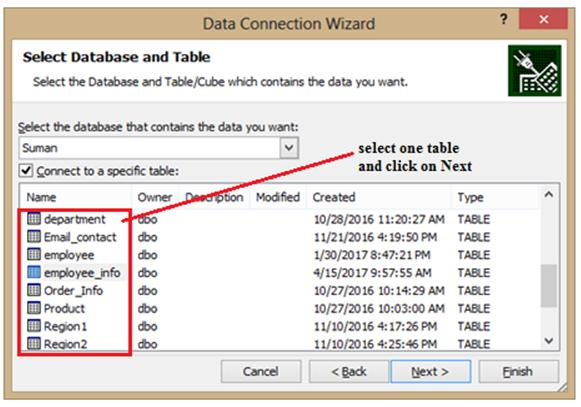 Data Connection Wizard
? ×
Select Database and Table
Select the Database and Table/Cube which contains the data you want.
Select the database that contains the data you want:
Suman
select one table
and click on Next
Connect to a specific table:
Name Owner Description Modified Created Type
department dbo 10/28/2016 11:20:27 AM TABLE
Email_contact dbo 11/21/2016 4:19:50 PM TABLE
employee dbo 1/30/2017 8:47:21 PM TABLE
employee_info dbo 4/15/2017 9:57:55 AM TABLE
Order_Info dbo 10/27/2016 10:14:29 AM TABLE
Product dbo 10/27/2016 10:03:00 AM TABLE
Region1 dbo 11/10/2016 4:17:26 PM TABLE
Region2 dbo 11/10/2016 4:25:46 PM TABLE
Cancel < Back Next > Finish